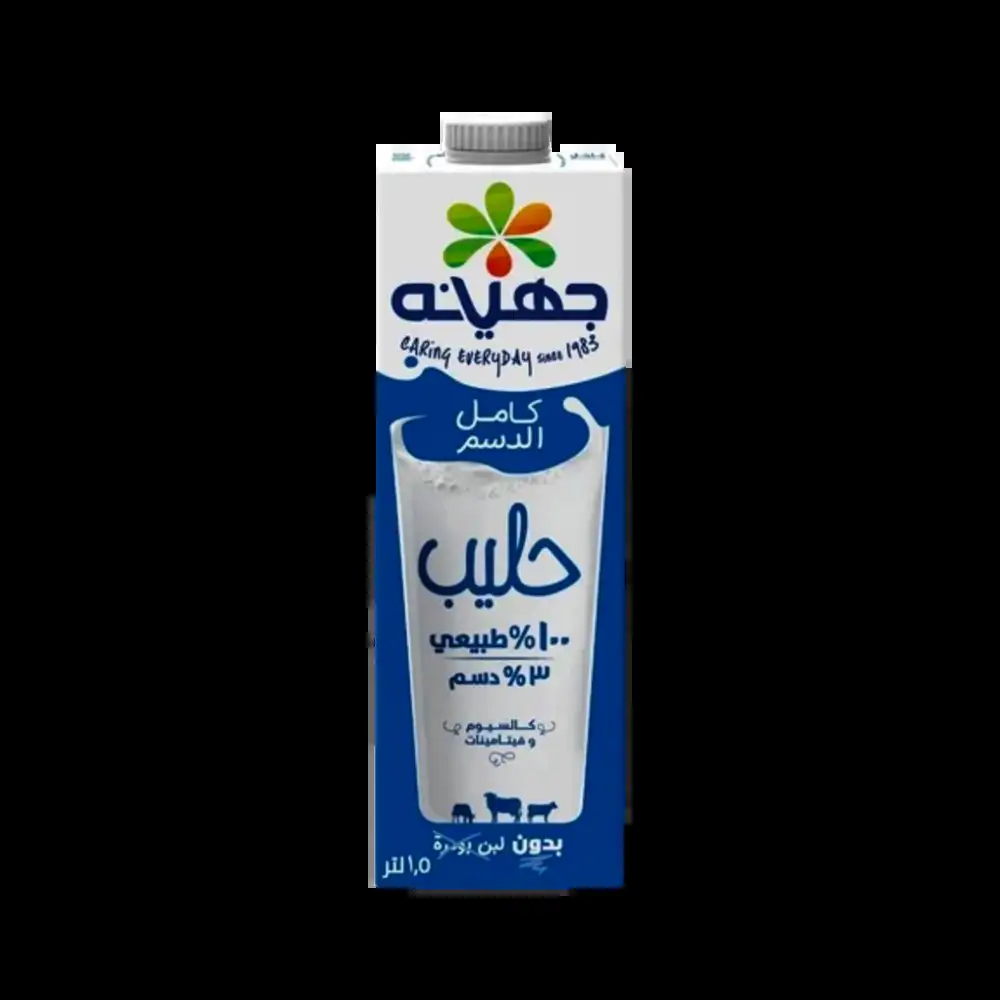 جهينه
CARING EVERYDAY SINCE 1983
كامل
الدسم
حليب
١٠٠% طبيعي
٣% دسم
كالسيوم
و فيتامينات
بدون لبن بودرة
١,٥ لتر